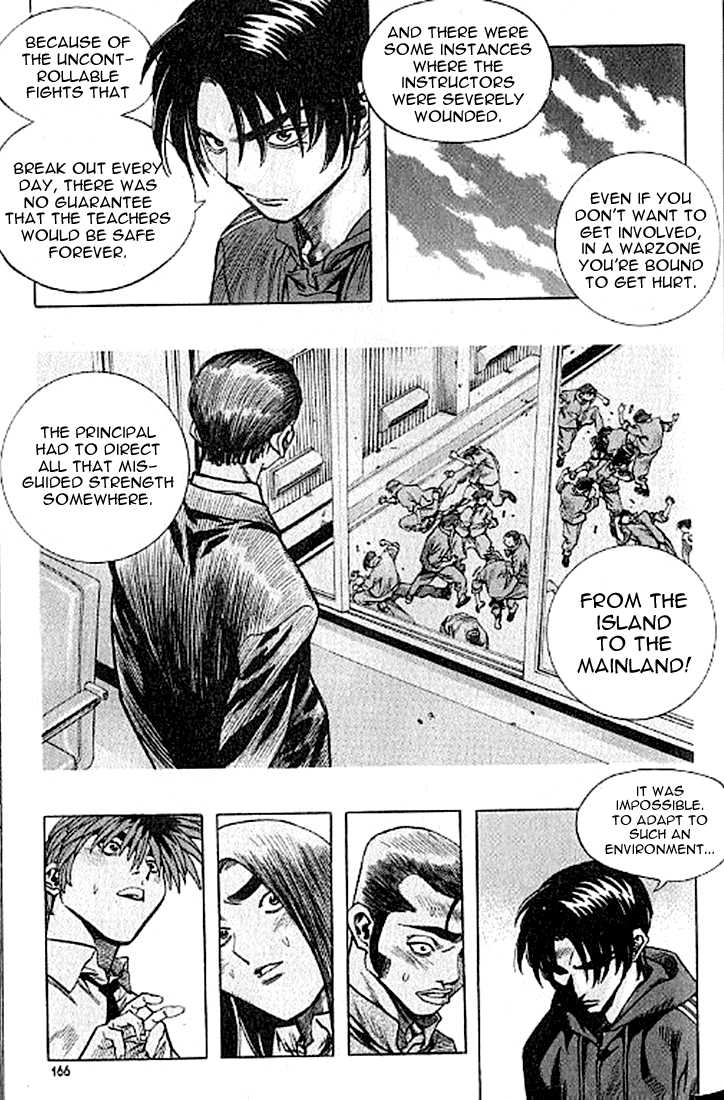 BECAUSE OF
THE UNCONT-
ROLLABLE
FIGHTS THAT
BREAK OUT EVERY
DAY, THERE WAS
NO GUARANTEE
THAT THE TEACHERS
WOULD BE SAFE
FOREVER.
AND THERE WERE
SOME INSTANCES
WHERE THE
INSTRUCTORS
WERE SEVERELY
WOUNDED.
EVEN IF YOU
DON'T WANT TO
GET INVOLVED,
IN A WARZONE
YOU'RE BOUND
TO GET HURT.
THE PRINCIPAL
HAD TO DIRECT
ALL THAT MIS-
GUIDED STRENGTH
SOMEWHERE.
FROM THE
ISLAND
TO THE
MAINLAND!
IT WAS
IMPOSSIBLE.
TO ADAPT TO
SUCH AN
ENVIRONMENT...
166